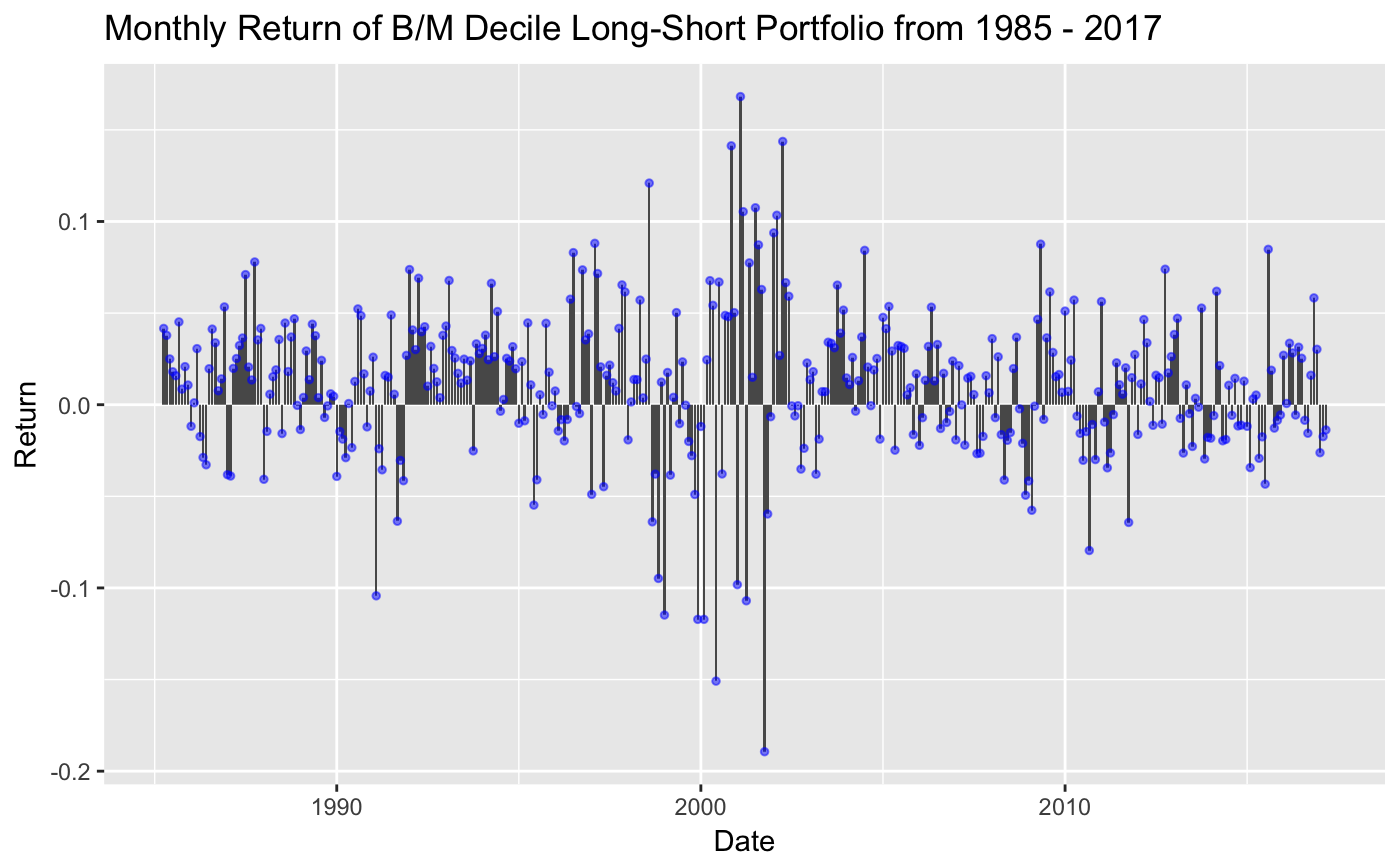 Monthly Return of B/M Decile Long-Short Portfolio from 1985 - 2017
Return
0.1
0.0
-0.1
-0.2
1990 2000 2010
Date